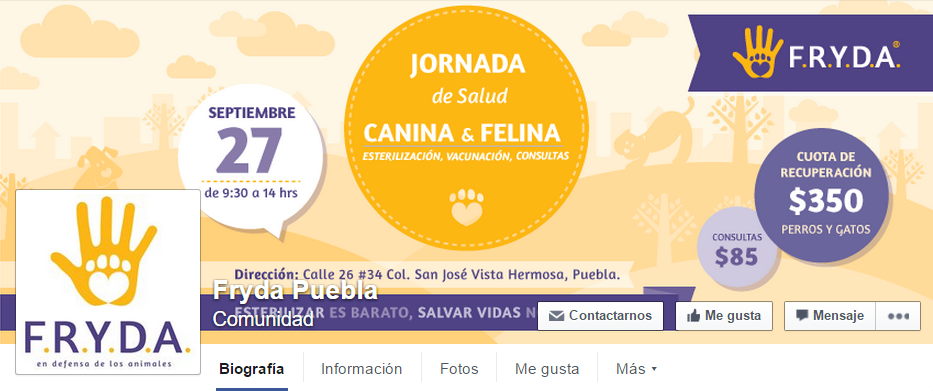 F.R.Y.D.A.®
JORNADA
de Salud
CANINA & FELINA
ESTERILIZACIÓN, VACUNACIÓN, CONSULTAS
SEPTIEMBRE
27
de 9:30 a 14 hrs
CUOTA DE
RECUPERACIÓN
$350
PERROS Y GATOS
CONSULTAS
$85
Dirección: Calle 26 #34 Col. San José Vista Hermosa, Puebla.
Fryda Puebla
ESTERILIZAR ES BARATO, SALVAR VIDAS NO
Comunidad
Contactarnos
Me gusta
Mensaje
F.R.Y.D.A.
en defensa de los animales
Biografía Información Fotos Me gusta Más